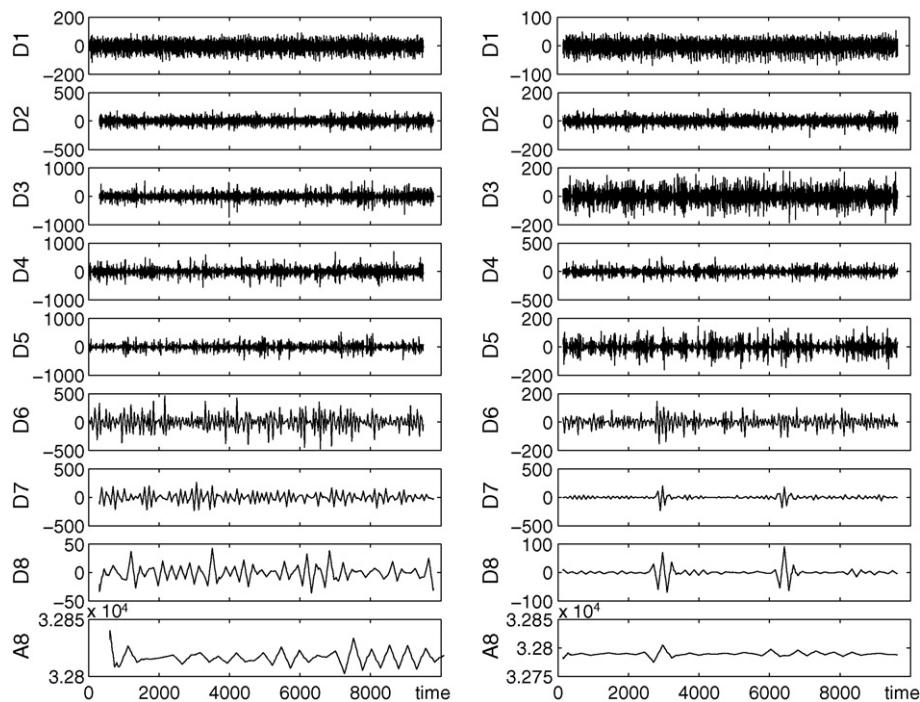 D1 200 0 −200
D2 500 0 −500
D3 1000 0 −1000
D4 1000 0 −1000
D5 1000 0 −1000
D6 500 0 −500
D7 500 0 −500
D8 50 0 −50
x 10^4
A8 3.285 3.28
0 2000 4000 6000 8000 time
D1 100 0 −100
D2 200 0 −200
D3 200 0 −200
D4 500 0 −500
D5 200 0 −200
D6 200 0 −200
D7 500 0 −500
D8 100 0 −100
x 10^4
A8 3.285 3.28 3.275
0 2000 4000 6000 8000 time